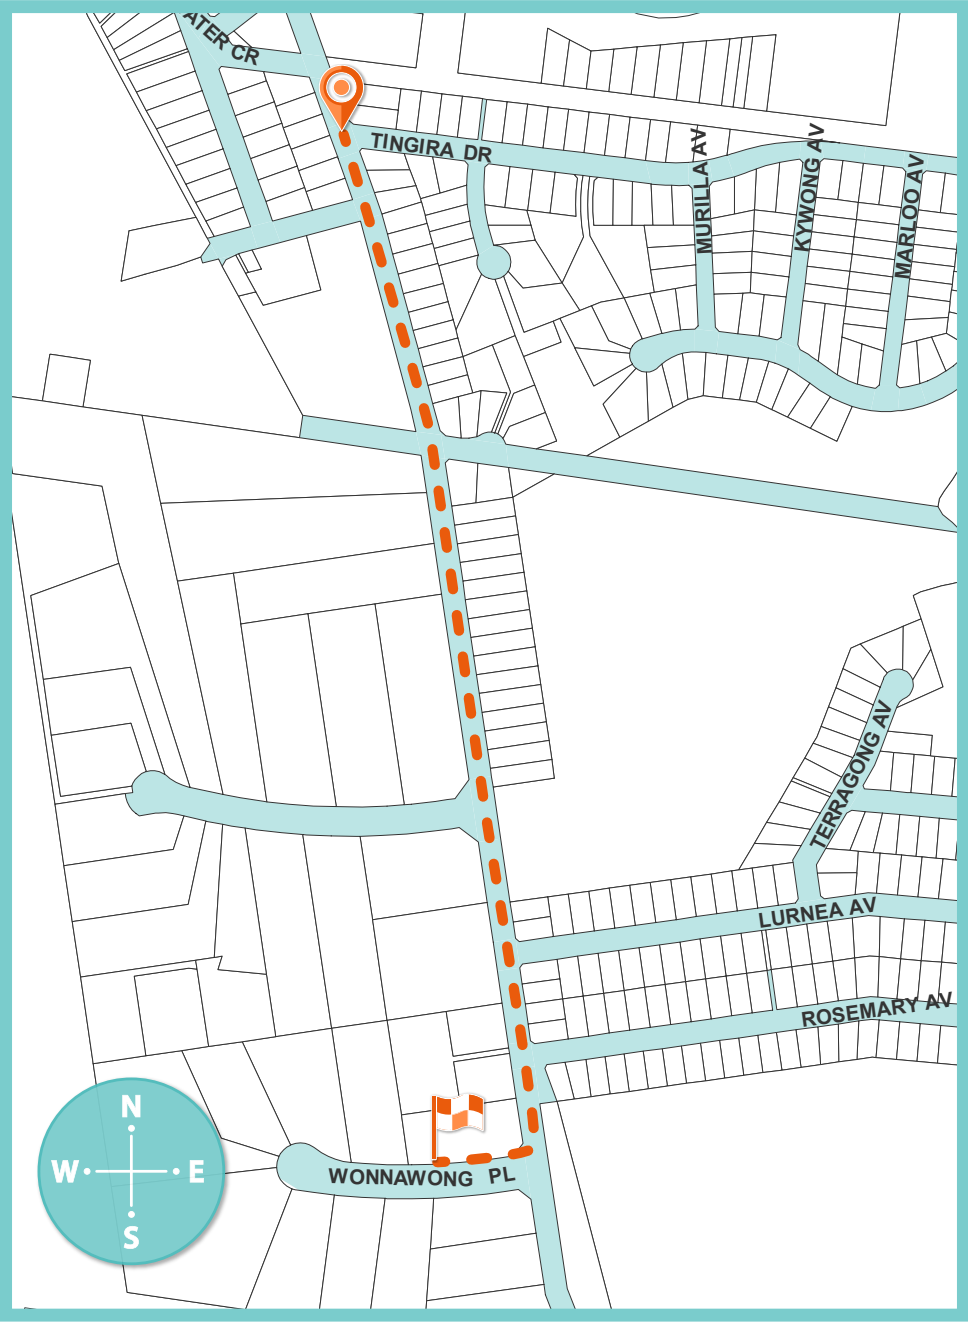 ATER CR
TINGIRA DR
MURILLA AV
KYWONG AV
MARLOO AV
TERRAGONG AV
LURNEA AV
ROSEMARY AV
WONNAWONG PL
N
W E
S